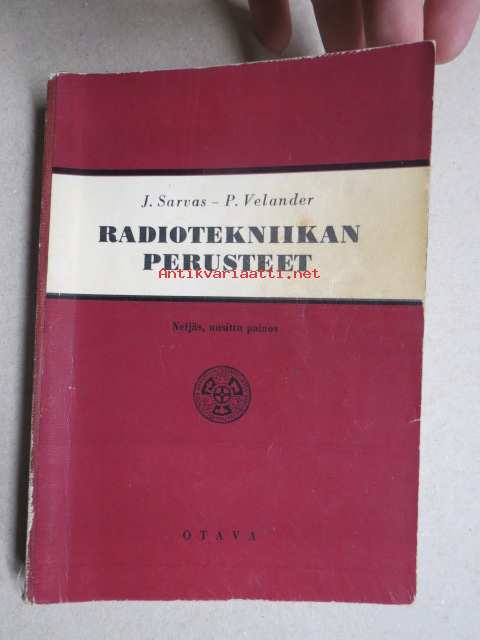 J. Sarvas – P. Velander
RADIOTEKNIIKAN
PERUSTEET
Antikvariaatti.net
Neljäs, uusittu painos
OTAVA